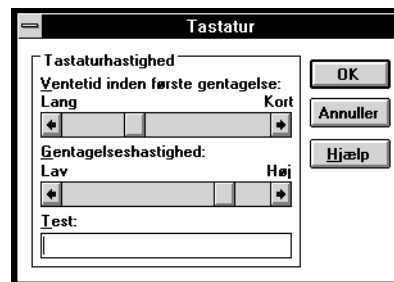 Tastatur
Tastaturhastighed
Ventetid inden første gentagelse:
Lang Kort
Gentagelseshastighed:
Lav Høj
Test:
OK
Annuller
Hjælp